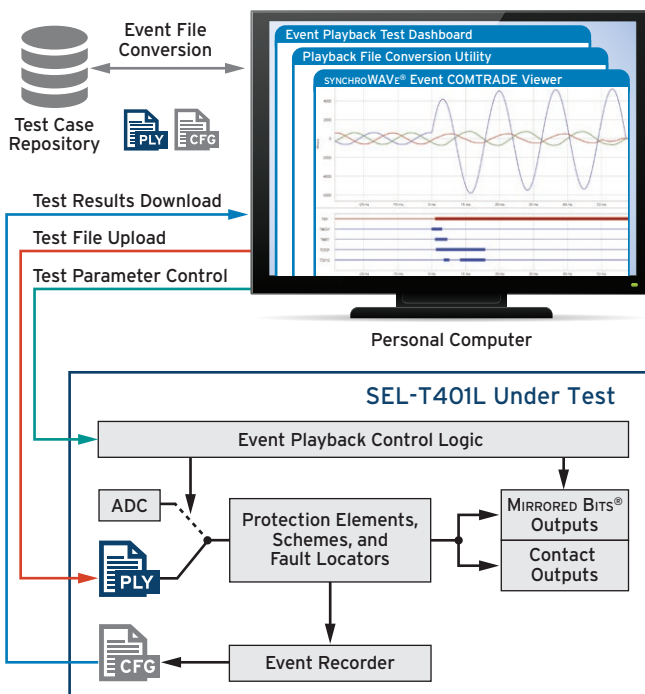 Event File
Conversion
Test Case
Repository
PLY
CFG
Event Playback Test Dashboard
Playback File Conversion Utility
SYNCHROWAVE® Event COMTRADE Viewer
Test Results Download
Test File Upload
Test Parameter Control
Personal Computer
SEL-T401L Under Test
Event Playback Control Logic
ADC
PLY
Protection Elements,
Schemes, and
Fault Locators
MIRRORED BITS®
Outputs
Contact
Outputs
CFG
Event Recorder